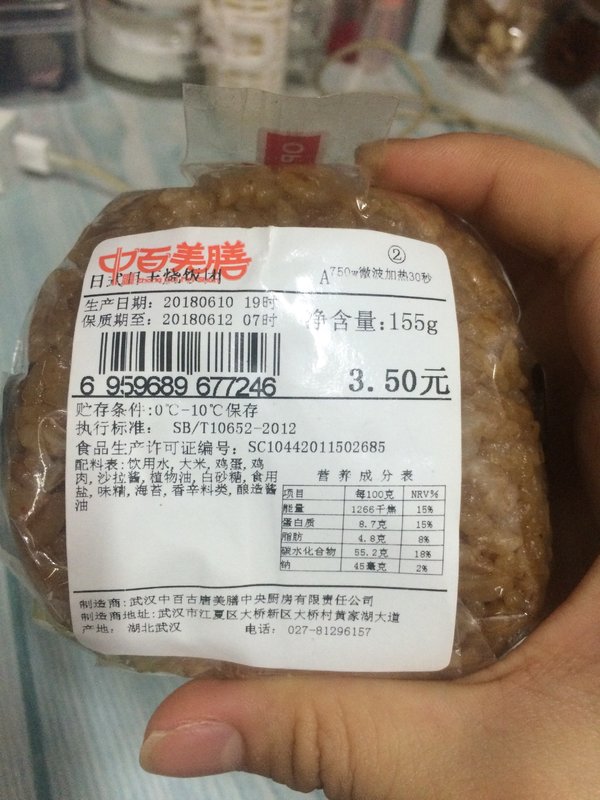 中百美膳
②
A750w微波加热30秒
生产日期: 20180610 19时
保质期至: 20180612 07时
净含量:155g
6 959689 677246
3.50元
贮存条件:0℃-10℃保存
执行标准: SB/T10652-2012
食品生产许可证编号: SC10442011502685
配料表:饮用水,大米,鸡蛋,鸡
肉,沙拉酱,植物油,白砂糖,食用
盐,味精,海苔,香辛料类,酿造酱
油
营养成分表
项目 每100克 NRV%
能量 1266千焦 15%
蛋白质 8.7克 15%
脂肪 4.8克 8%
碳水化合物 55.2克 18%
钠 45毫克 2%
制造商:武汉中百古唐美膳中央厨房有限责任公司
制造商地址:武汉市江夏区大桥新区大桥村黄家湖大道
产地: 湖北武汉 电话: 027-81296157